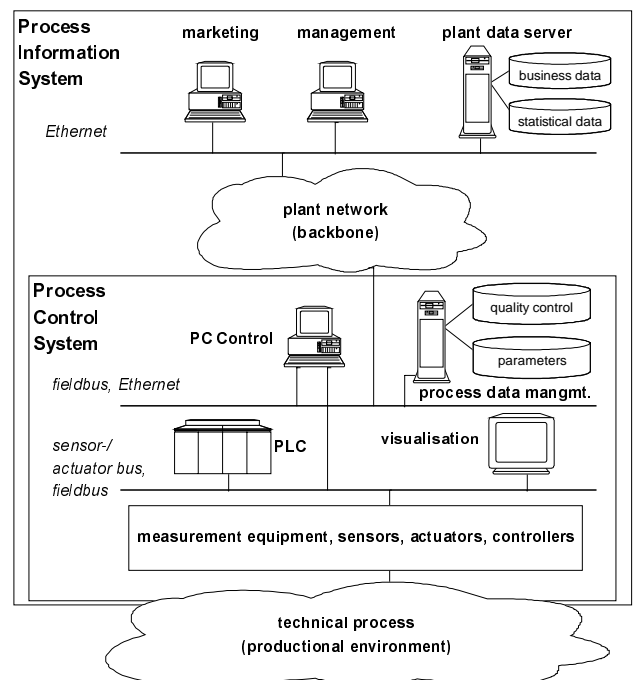 Process
Information
System
marketing
management
plant data server
business data
statistical data
Ethernet
plant network
(backbone)
Process
Control
System
PC Control
quality control
parameters
fieldbus, Ethernet
process data mangmt.
sensor-/
actuator bus,
fieldbus
PLC
visualisation
measurement equipment, sensors, actuators, controllers
technical process
(productional environment)